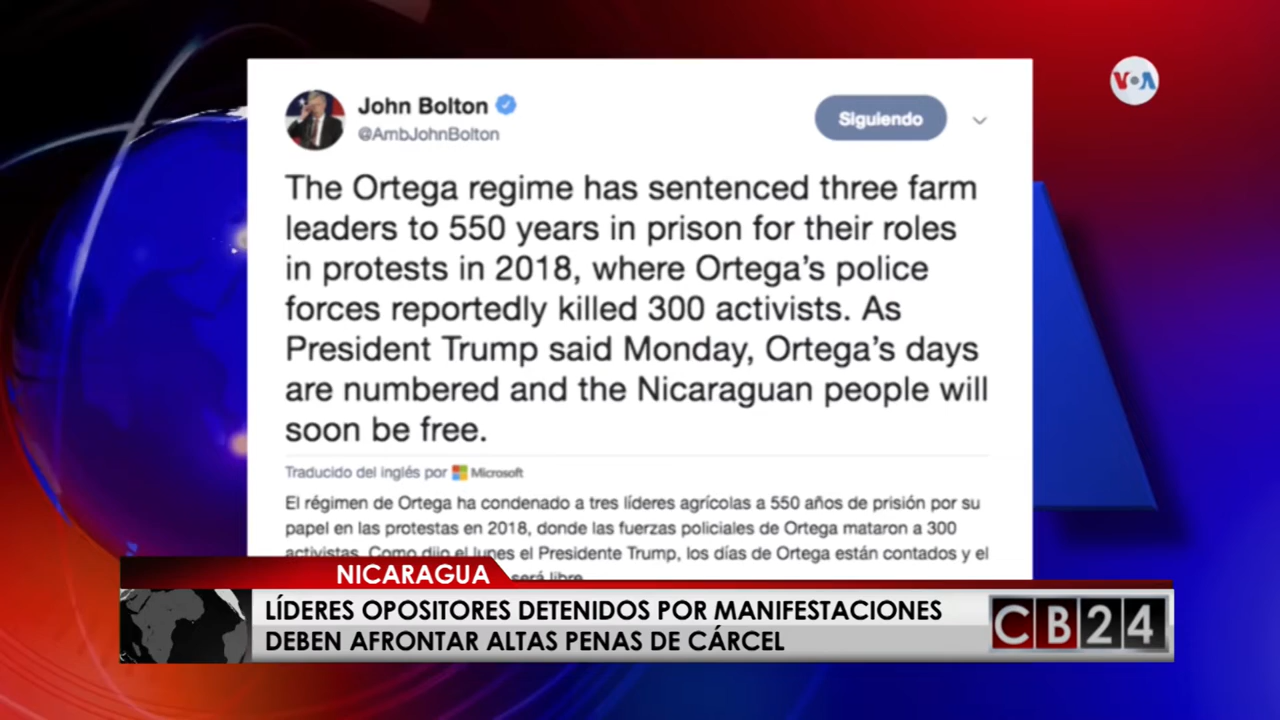 VOA
John Bolton
@AmbJohnBolton
Siguiendo
The Ortega regime has sentenced three farm
leaders to 550 years in prison for their roles
in protests in 2018, where Ortega's police
forces reportedly killed 300 activists. As
President Trump said Monday, Ortega's days
are numbered and the Nicaraguan people will
soon be free.
Traducido del inglés por Microsoft
El régimen de Ortega ha condenado a tres líderes agrícolas a 550 años de prisión por su
papel en las protestas en 2018, donde las fuerzas policiales de Ortega mataron a 300
activistas. Como dijo el lunes el Presidente Trump, los días de Ortega están contados y el
será libre.
NICARAGUA
LÍDERES OPOSITORES DETENIDOS POR MANIFESTACIONES
DEBEN AFRONTAR ALTAS PENAS DE CÁRCEL
CB24